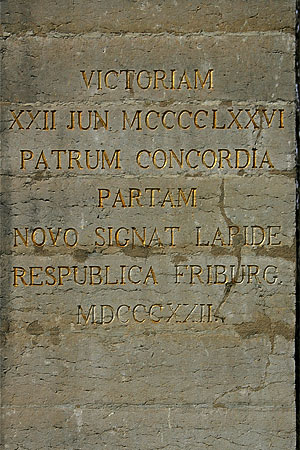 VICTORIAM
XXII JUN. MCCCCLXXVI
PATRUM CONCORDIA
PARTAM
NOVO SIGNAT LAPIDE
RESPUBLICA FRIBURG.
MDCCCXXII.